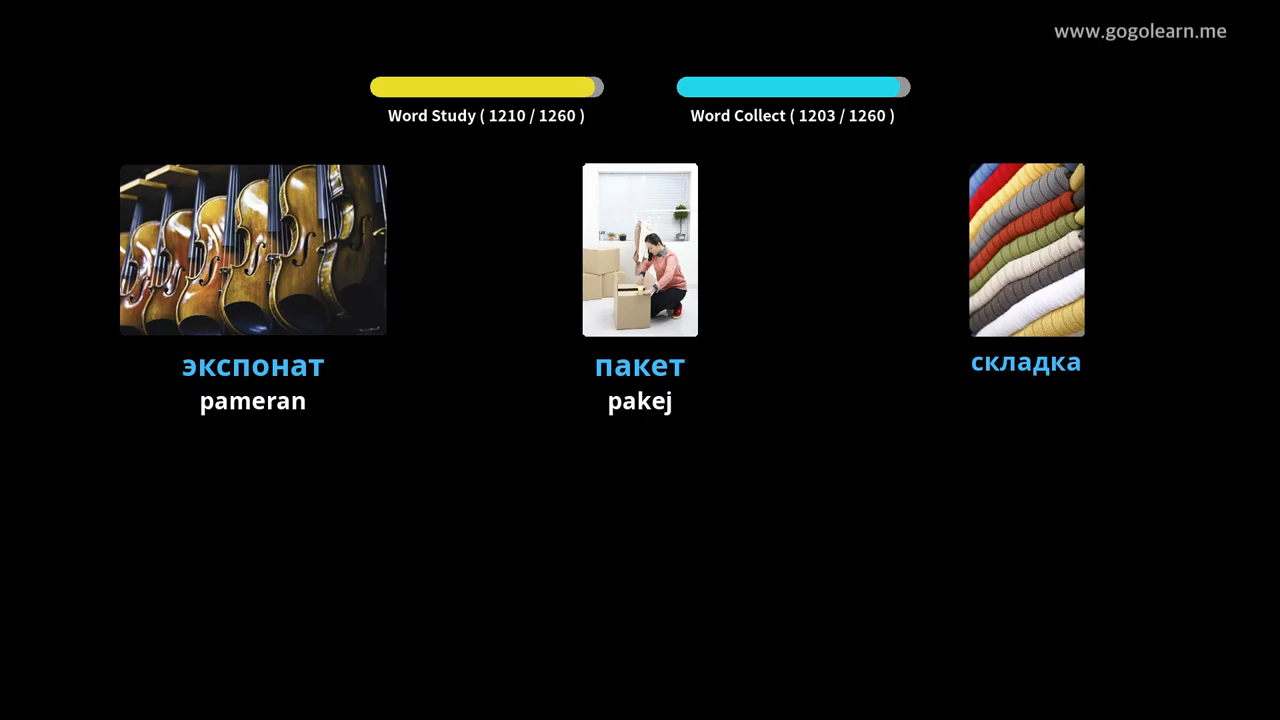 www.gogolearn.me
Word Study ( 1210 / 1260 )
Word Collect ( 1203 / 1260 )
экспонат
pameran
пакет
pakej
складка